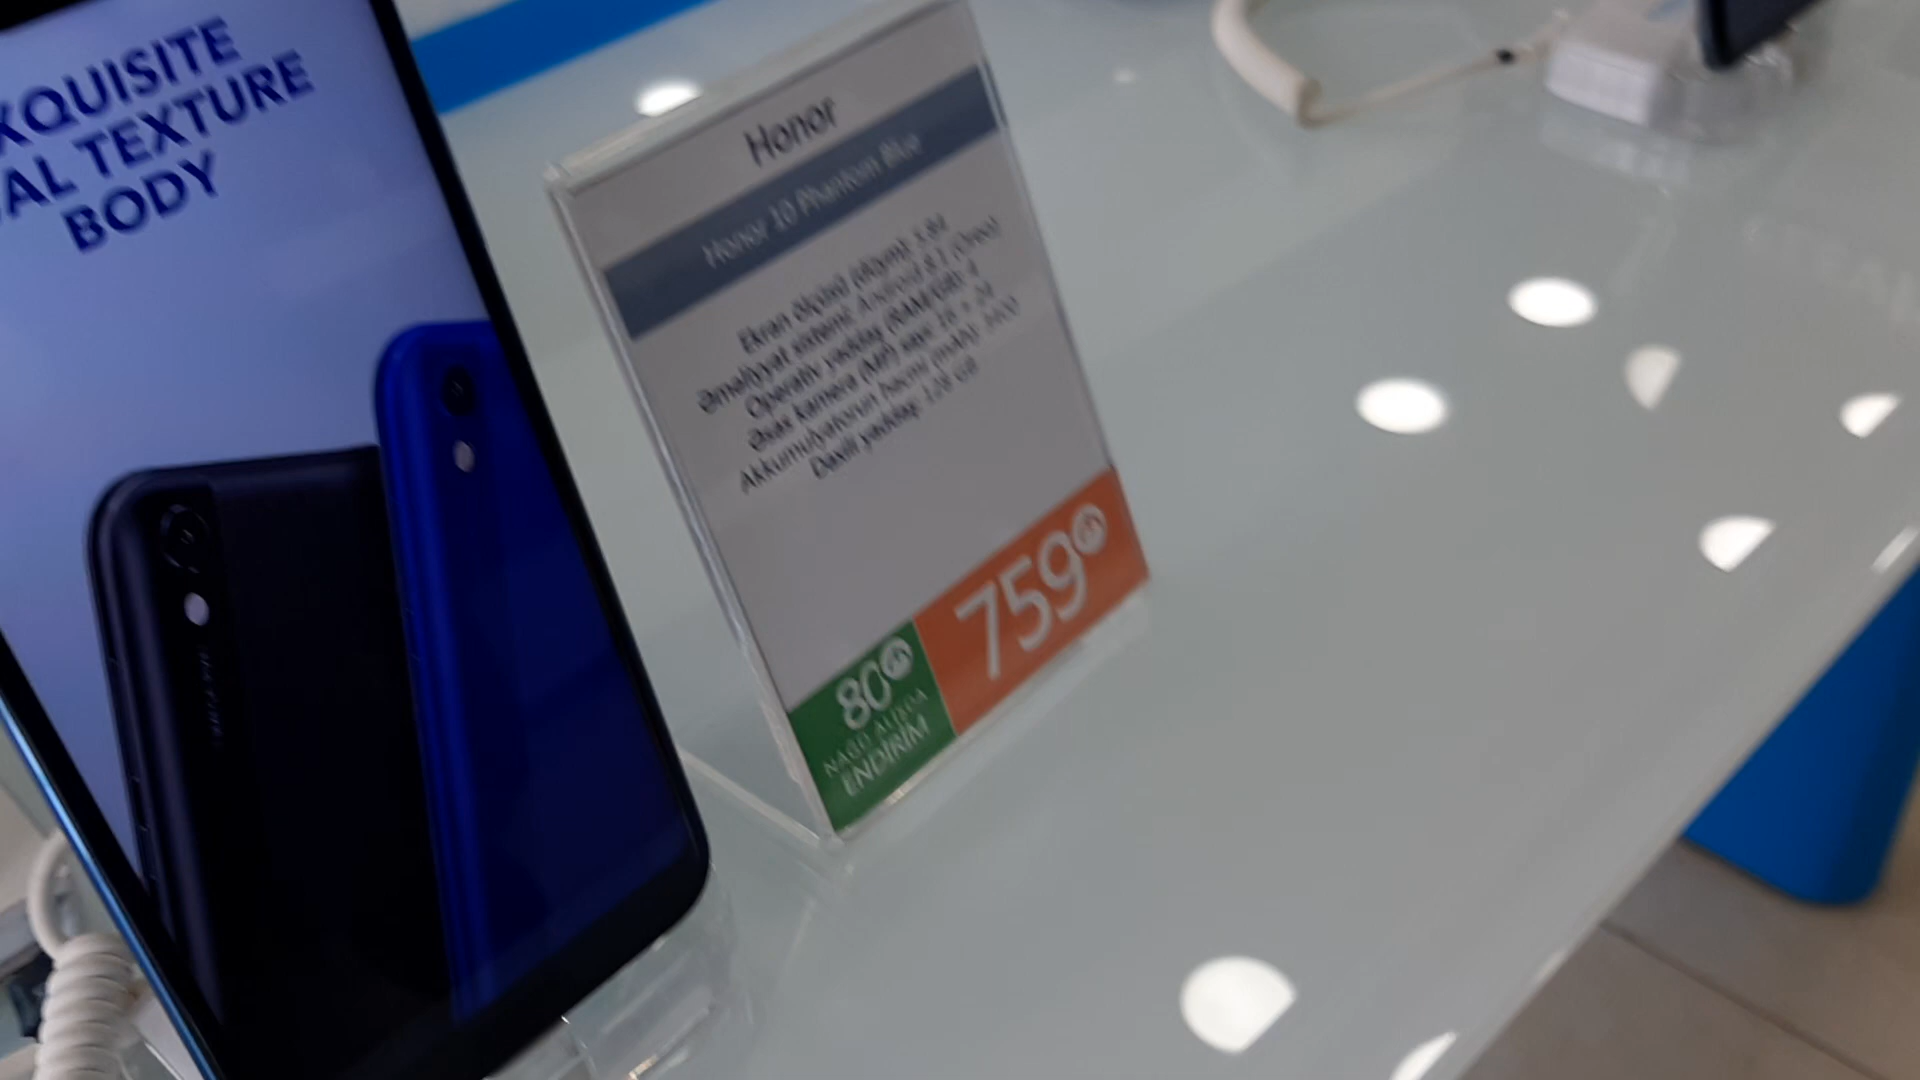 XQUISITE
AL TEXTURE
BODY
Honor
Honor 10 Phantom Blue
Ekran ölçüsü (düym): 5.84
Əməliyyat sistemi: Android 8.1 (Oreo)
Operativ yaddaş (RAM/GB): 4
Əsas kamera (MP) sayı: 16 + 24
Akkumulyatorun həcmi (mAh): 3400
Daxili yaddaş: 128 GB
759₼
80₼
NAĞD ALIŞDA
ENDİRİM